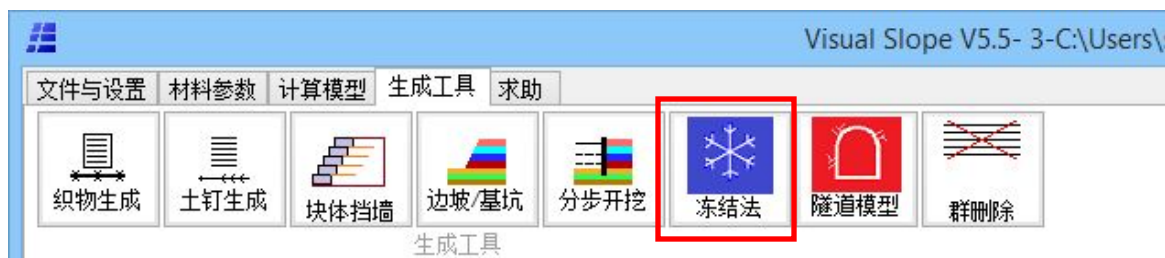 Visual Slope V5.5- 3-C:\Users\
文件与设置 材料参数 计算模型 生成工具 求助
织物生成 土钉生成 块体挡墙 边坡/基坑 分步开挖 冻结法 隧道模型 群删除
生成工具